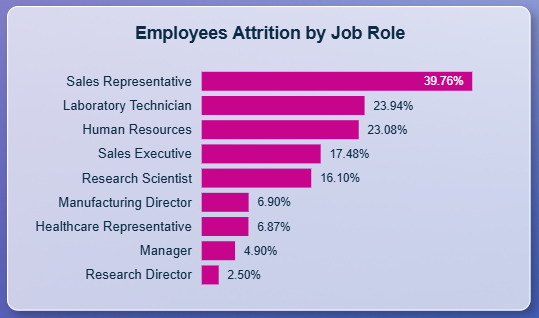 Employees Attrition by Job Role
Sales Representative 39.76%
Laboratory Technician 23.94%
Human Resources 23.08%
Sales Executive 17.48%
Research Scientist 16.10%
Manufacturing Director 6.90%
Healthcare Representative 6.87%
Manager 4.90%
Research Director 2.50%